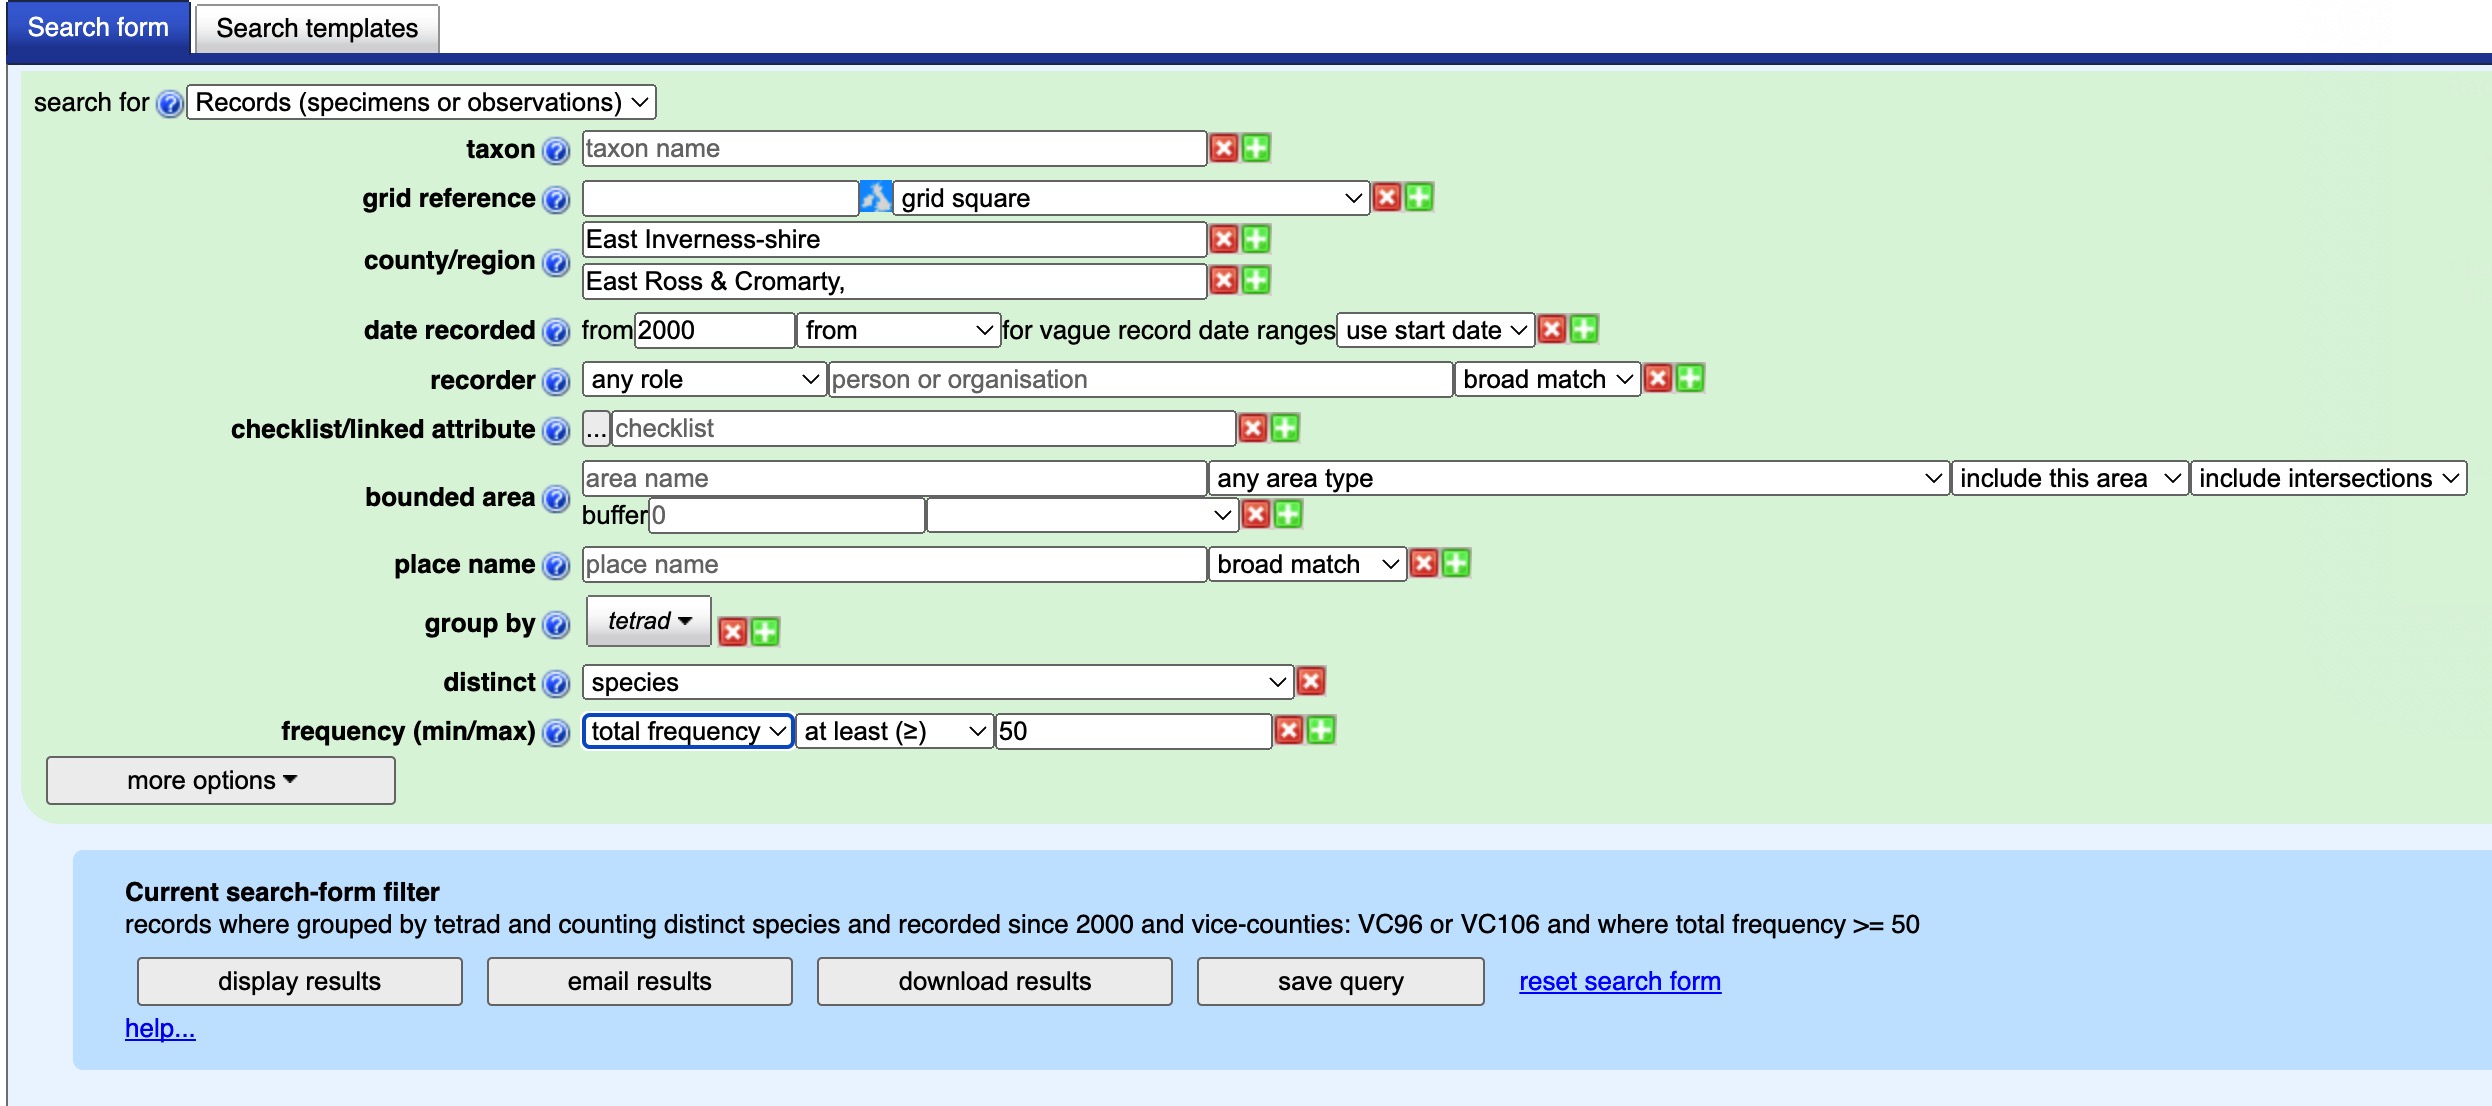 Search form Search templates
search for Records (specimens or observations)
taxon taxon name
grid reference grid square
county/region East Inverness-shire
East Ross & Cromarty,
date recorded from 2000 from for vague record date ranges use start date
recorder any role person or organisation broad match
checklist/linked attribute ... checklist
bounded area area name any area type include this area include intersections
buffer 0
place name place name broad match
group by tetrad
distinct species
frequency (min/max) total frequency at least (≥) 50
more options
Current search-form filter
records where grouped by tetrad and counting distinct species and recorded since 2000 and vice-counties: VC96 or VC106 and where total frequency >= 50
display results email results download results save query reset search form
help...